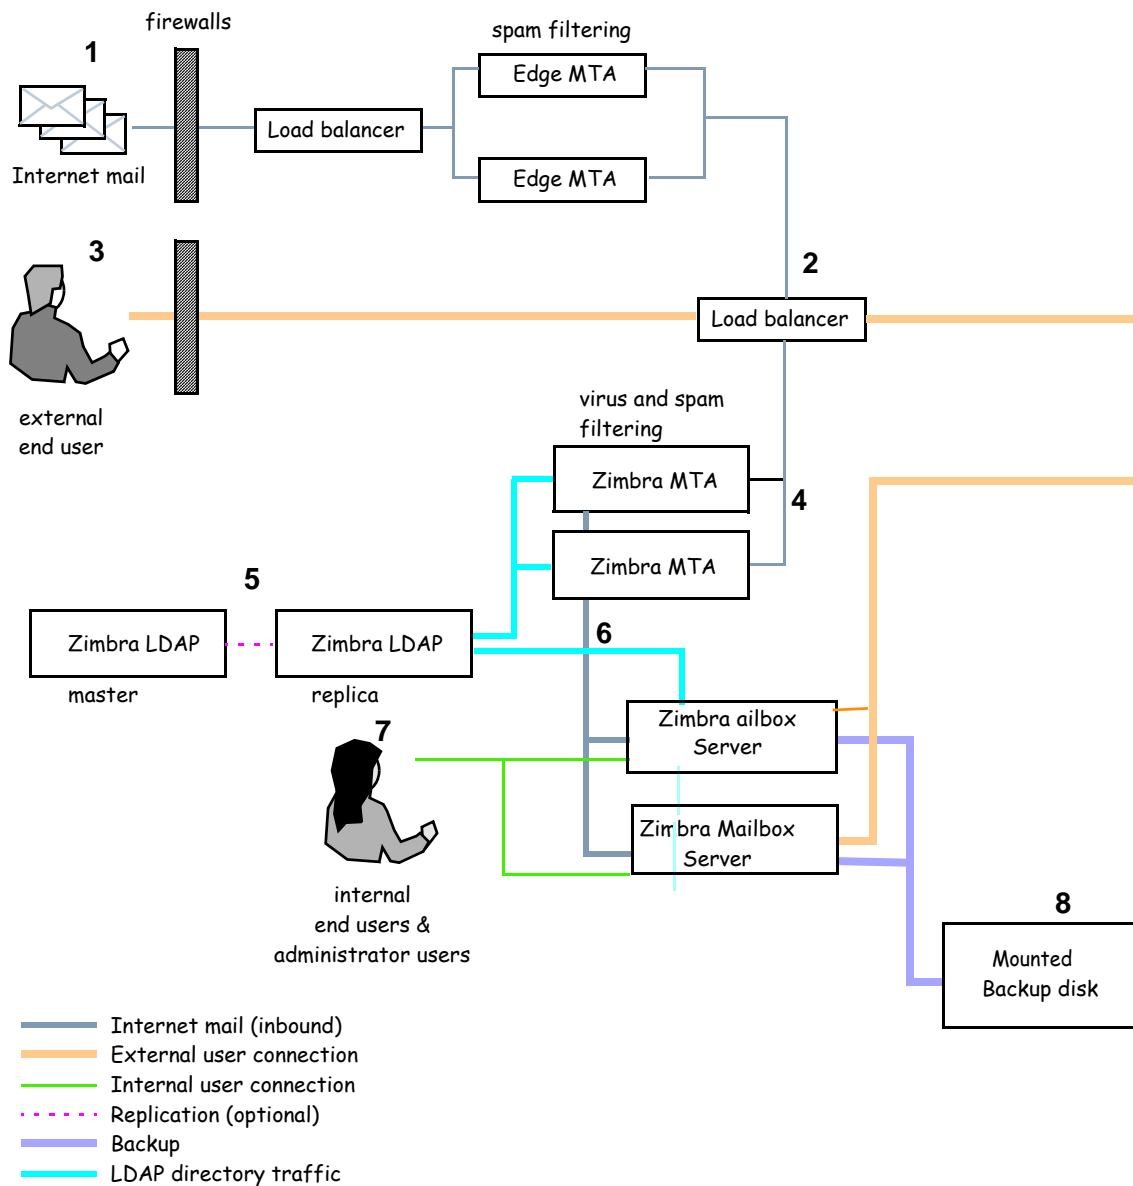 firewalls
1
spam filtering
Edge MTA
Load balancer
Internet mail
Edge MTA
3
2
Load balancer
external
end user
virus and spam
filtering
Zimbra MTA
4
Zimbra MTA
5
6
Zimbra LDAP
Zimbra LDAP
master
replica
7
Zimbra ailbox
Server
Zimbra Mailbox
Server
internal
end users &
administrator users
8
Mounted
Backup disk
Internet mail (inbound)
External user connection
Internal user connection
Replication (optional)
Backup
LDAP directory traffic